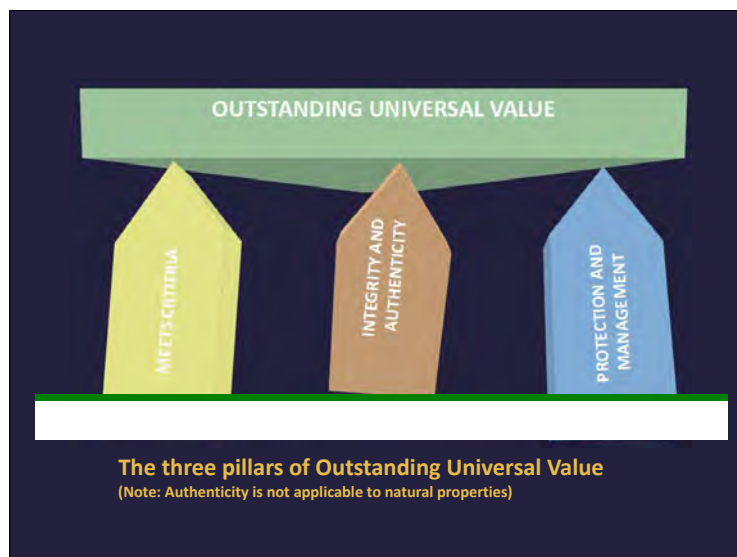 OUTSTANDING UNIVERSAL VALUE
MEETS CRITERIA
INTEGRITY AND
AUTHENTICITY
PROTECTION AND
MANAGEMENT
The three pillars of Outstanding Universal Value
(Note: Authenticity is not applicable to natural properties)